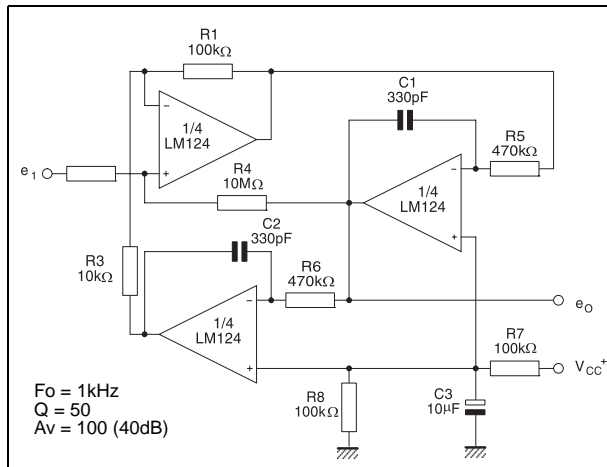 R1
100kΩ
C1
330pF
1/4
LM124
R5
470kΩ
e1
R4
10MΩ
1/4
LM124
C2
330pF
R3
10kΩ
R6
470kΩ
1/4
LM124
eO
R7
100kΩ
VCC+
R8
100kΩ
C3
10µF
Fo = 1kHz
Q = 50
Av = 100 (40dB)
-
+
-
+
-
+